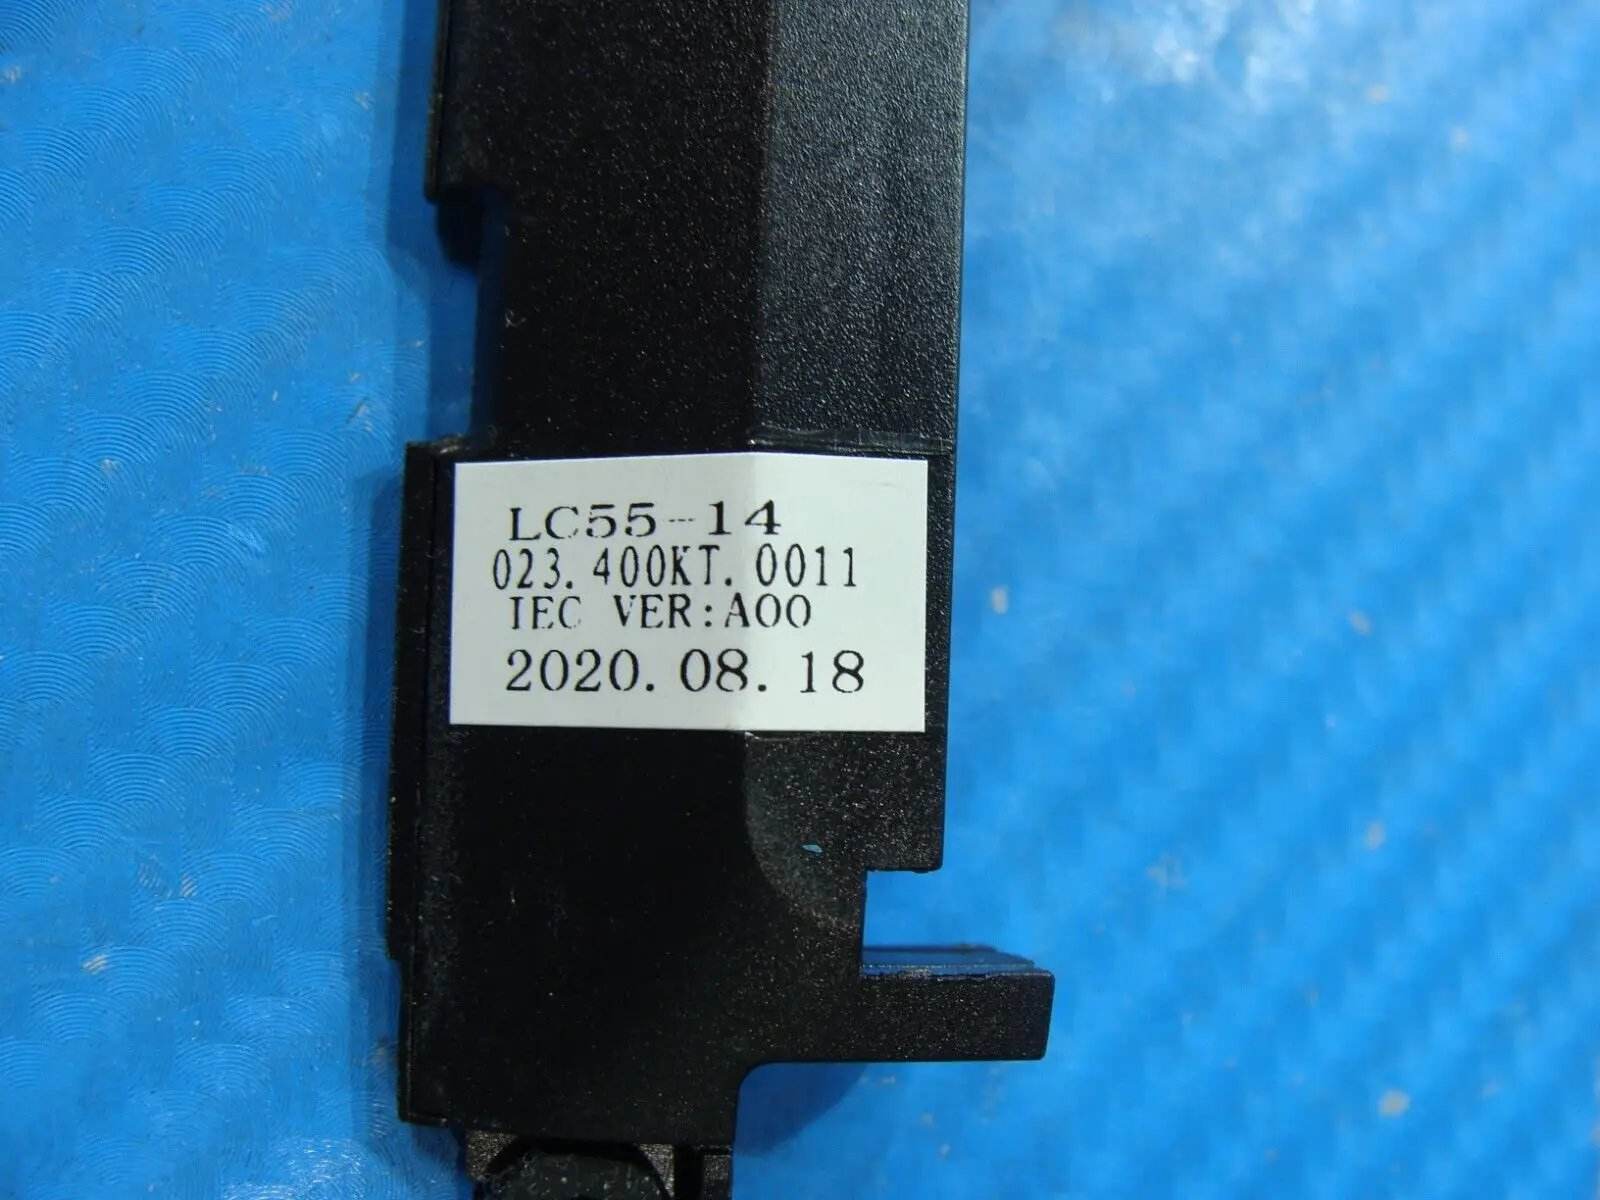 LC55-14
023.400KT.0011
IEC VER:A00
2020.08.18